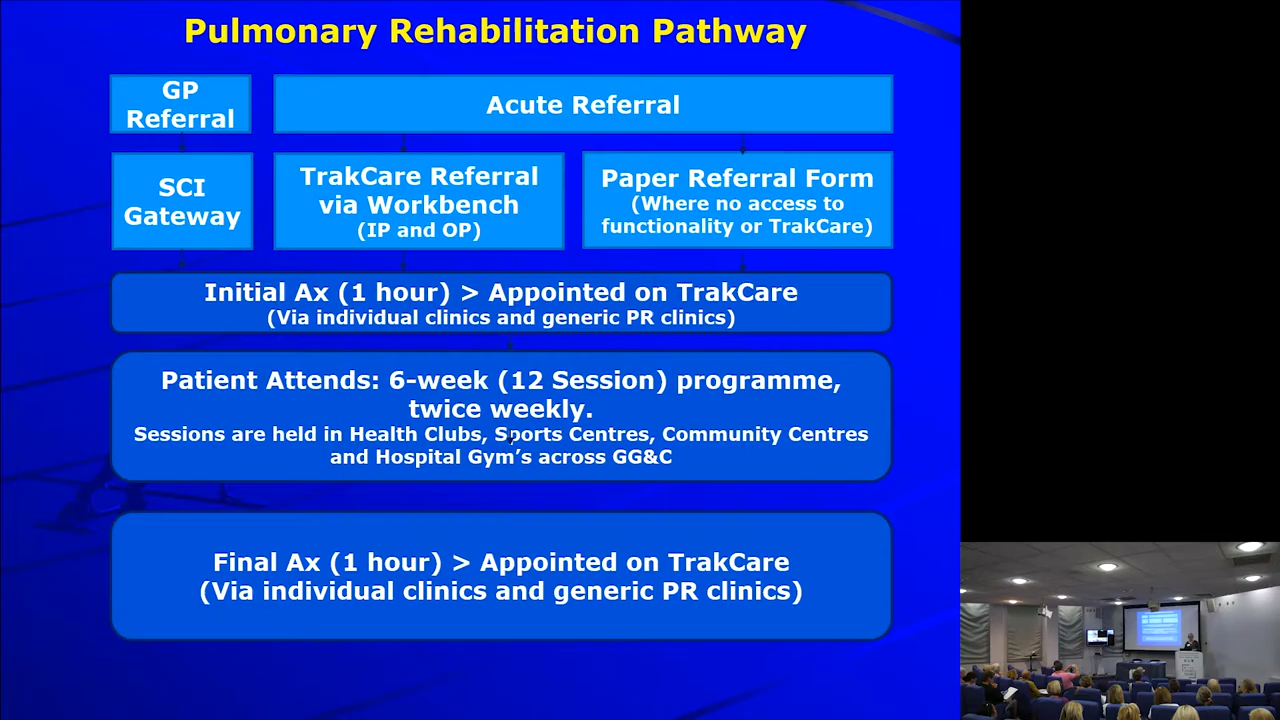 Pulmonary Rehabilitation Pathway
GP
Referral
Acute Referral
SCI
Gateway
TrakCare Referral
via Workbench
(IP and OP)
Paper Referral Form
(Where no access to
functionality or TrakCare)
Initial Ax (1 hour) > Appointed on TrakCare
(Via individual clinics and generic PR clinics)
Patient Attends: 6-week (12 Session) programme,
twice weekly.
Sessions are held in Health Clubs, Sports Centres, Community Centres
and Hospital Gym’s across GG&C
Final Ax (1 hour) > Appointed on TrakCare
(Via individual clinics and generic PR clinics)